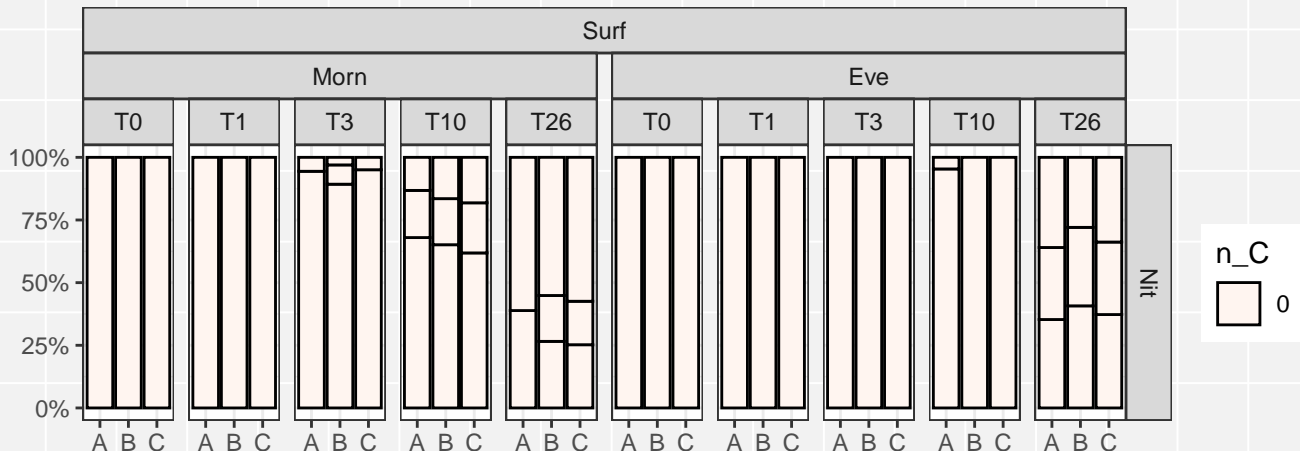 Surf
Morn Eve
T0 T1 T3 T10 T26 T0 T1 T3 T10 T26
100%
75%
50%
25%
0%
A B C A B C A B C A B C A B C A B C A B C A B C A B C A B C
Nit
n_C
0